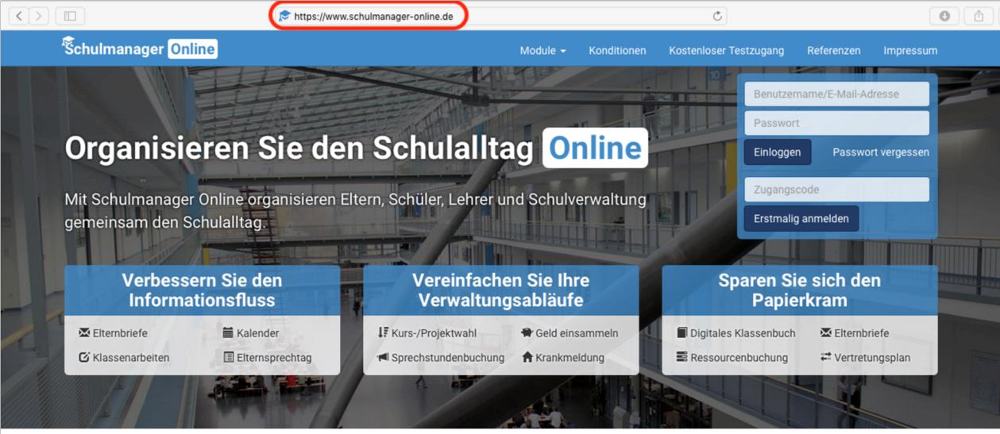 https://www.schulmanager-online.de
Schulmanager Online
Module
Konditionen
Kostenloser Testzugang
Referenzen
Impressum
10
Benutzername/E-Mail-Adresse
Passwort
Einloggen
Passwort vergessen
Zugangscode
Erstmalig anmelden
Organisieren Sie den Schulalltag Online
Mit Schulmanager Online organisieren Eltern, Schüler, Lehrer und Schulverwaltung
gemeinsam den Schulalltag.
Verbessern Sie den
Informationsfluss
Elternbriefe
Kalender
Klassenarbeiten
Elternsprechtag
Vereinfachen Sie Ihre
Verwaltungsabläufe
Kurs-/Projektwahl
Geld einsammeln
Sprechstundenbuchung
Krankmeldung
Sparen Sie sich den
Papierkram
Digitales Klassenbuch
Elternbriefe
Ressourcenbuchung
Vertretungsplan